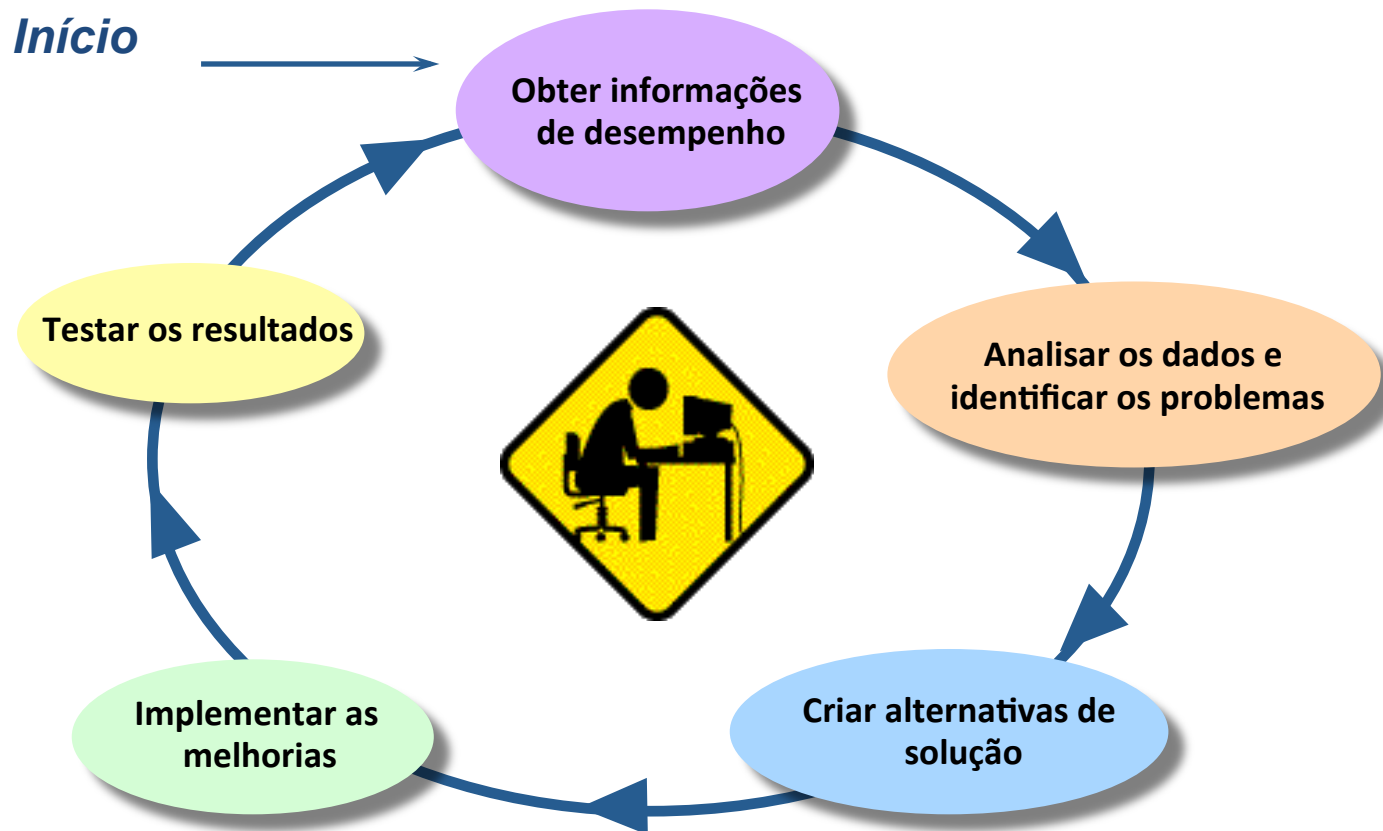 Início
Obter informações
de desempenho
Analisar os dados e
identificar os problemas
Criar alternativas de
solução
Implementar as
melhorias
Testar os resultados